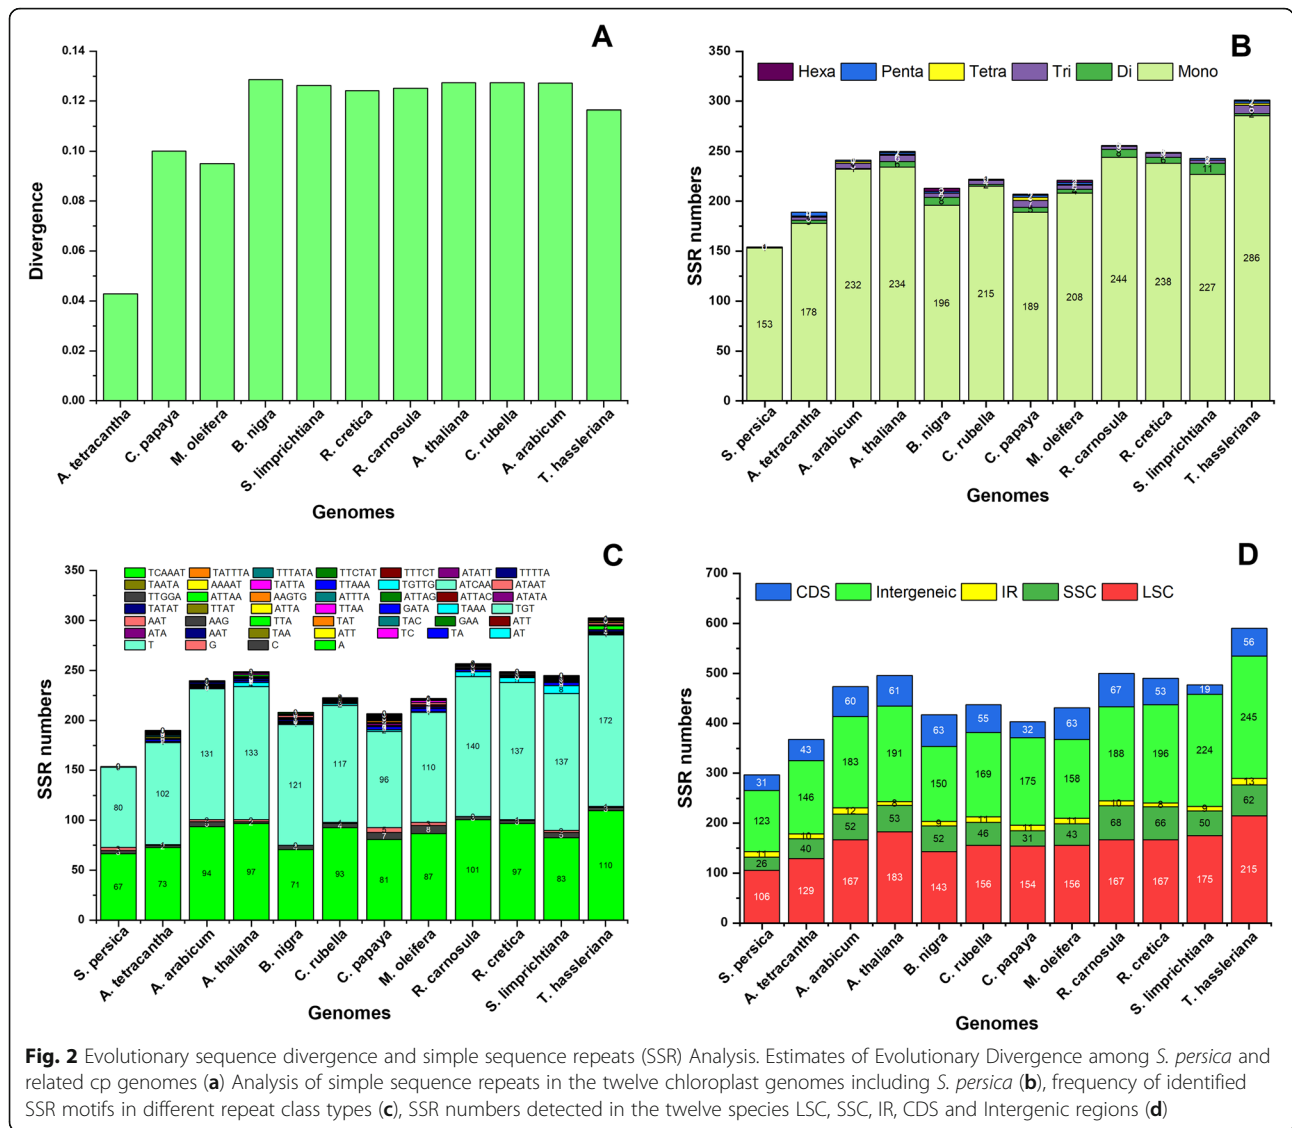 A
0.14
0.12
0.10
0.08
0.06
0.04
0.02
0.00
Divergence
A. tetracantha
C. papaya
M. oleifera
B. nigra
S. limprichtiana
R. cretica
R. carnosula
A. thaliana
C. rubella
A. arabicum
T. hassleriana
Genomes
B
350
300
250
200
150
100
50
0
SSR numbers
Hexa Penta Tetra Tri Di Mono
153 178 232 234 196 215 189 208 244 238 227 286
11
S. persica
A. tetracantha
A. arabicum
A. thaliana
B. nigra
C. rubella
C. papaya
M. oleifera
R. carnosula
R. cretica
S. limprichtiana
T. hassleriana
Genomes
C
350
300
250
200
150
100
50
0
SSR numbers
TCAAAT TATTTA TTTATA TTCTAT TTTCT ATATT TTTTA
TAATA AAAAT TATTA TTAAA TGTTG ATCAA ATAAT
TTGGA ATTAA AAGTG ATTTA ATTAG ATTAC ATATA
TATAT TTAT ATTA TTAA GATA TAAA TGT
AAT AAG TTA TAT TAC GAA ATT
ATA AAT TAA ATT TC TA AT
T G C A
80 102 131 133 121 117 96 110 140 137 137 172
67 73 94 97 71 93 81 87 101 97 83 110
S. persica
A. tetracantha
A. arabicum
A. thaliana
B. nigra
C. rubella
C. papaya
M. oleifera
R. carnosula
R. cretica
S. limprichtiana
T. hassleriana
Genomes
D
700
600
500
400
300
200
100
0
SSR numbers
CDS Intergeneic IR SSC LSC
31 43 60 61 63 55 32 63 67 53 19 56
123 146 183 191 150 169 175 158 188 196 224 245
11 10 12 8 9 11 11 11 10 8 9 13
26 40 52 53 52 46 31 43 68 66 50 62
106 129 167 183 143 156 154 156 167 167 175 215
S. persica
A. tetracantha
A. arabicum
A. thaliana
B. nigra
C. rubella
C. papaya
M. oleifera
R. carnosula
R. cretica
S. limprichtiana
T. hassleriana
Genomes
Fig. 2 Evolutionary sequence divergence and simple sequence repeats (SSR) Analysis. Estimates of Evolutionary Divergence among S. persica and
related cp genomes (a) Analysis of simple sequence repeats in the twelve chloroplast genomes including S. persica (b), frequency of identified
SSR motifs in different repeat class types (c), SSR numbers detected in the twelve species LSC, SSC, IR, CDS and Intergenic regions (d)